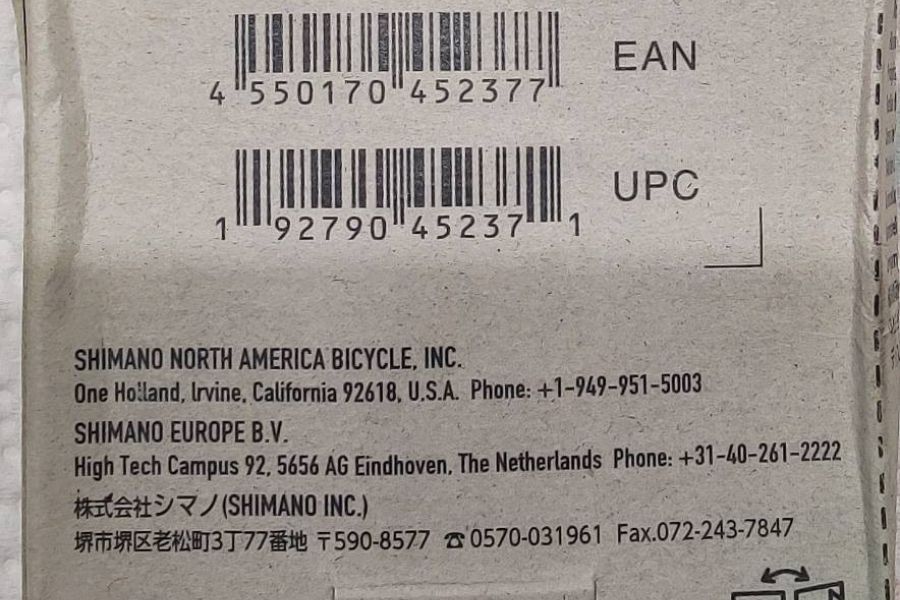 EAN
4 550170 452377
UPC
1 92790 45237 1
SHIMANO NORTH AMERICA BICYCLE, INC.
One Holland, Irvine, California 92618, U.S.A. Phone: +1-949-951-5003
SHIMANO EUROPE B.V.
High Tech Campus 92, 5656 AG Eindhoven, The Netherlands Phone: +31-40-261-2222
株式会社シマノ(SHIMANO INC.)
堺市堺区老松町3丁77番地 〒590-8577 ☎0570-031961 Fax.072-243-7847